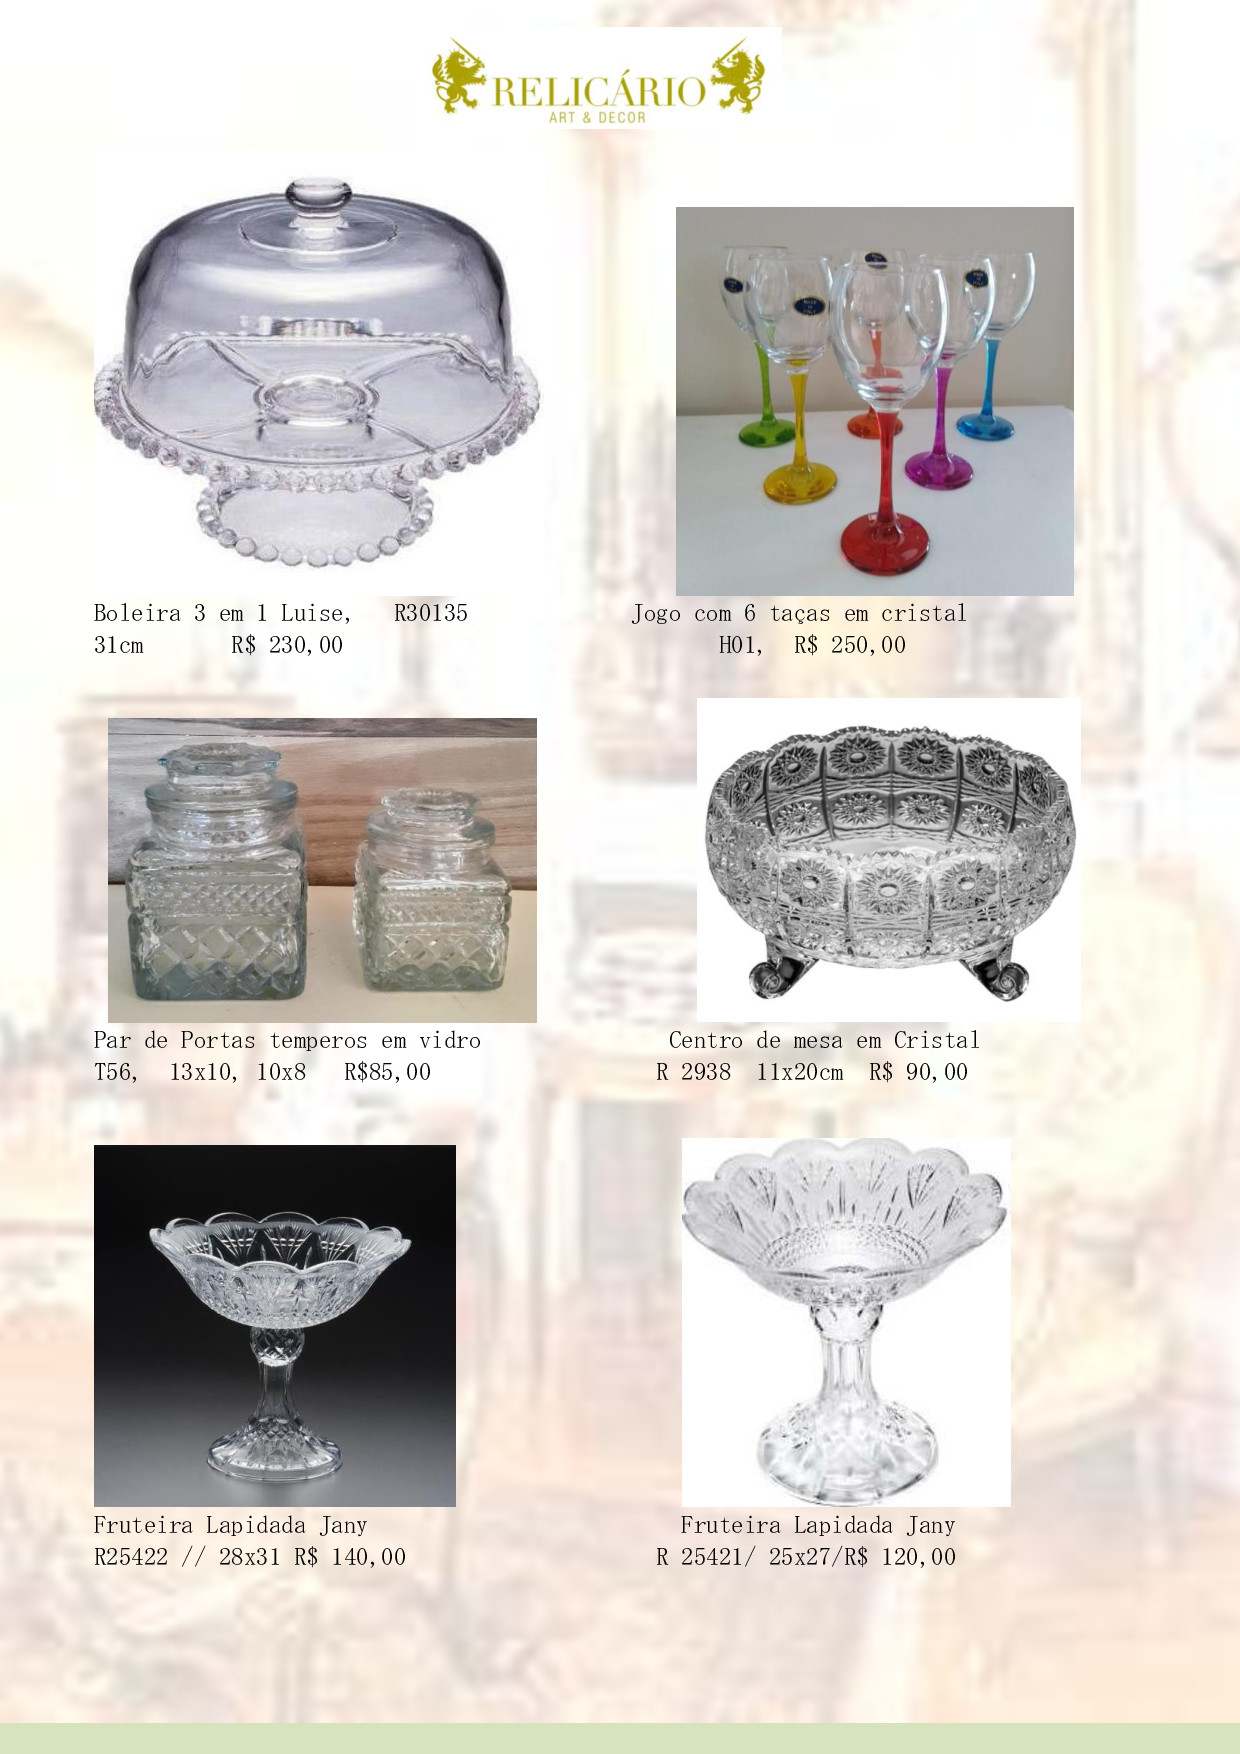 RELICÁRIO
ART & DECOR
Boleira 3 em 1 Luise, R30135
31cm R$ 230,00
Jogo com 6 taças em cristal
H01, R$ 250,00
Par de Portas temperos em vidro
T56, 13x10, 10x8 R$85,00
Centro de mesa em Cristal
R 2938 11x20cm R$ 90,00
Fruteira Lapidada Jany
R25422 // 28x31 R$ 140,00
Fruteira Lapidada Jany
R 25421/ 25x27/R$ 120,00